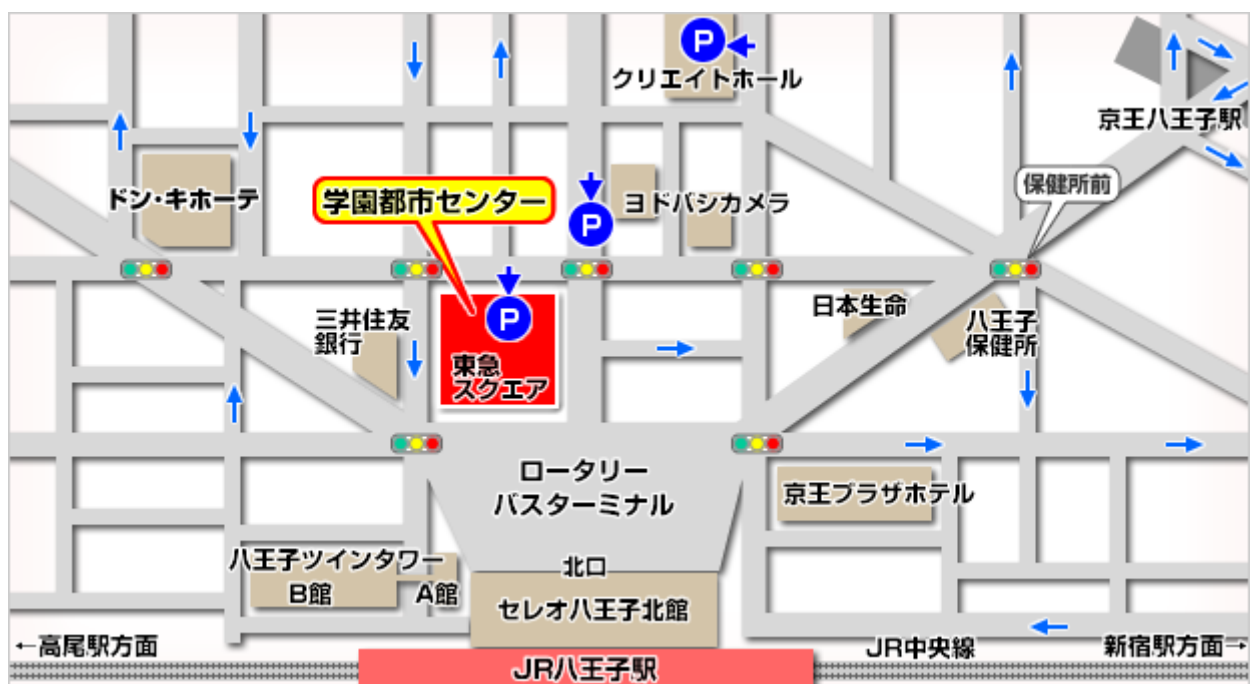 P
クリエイトホール
京王八王子駅
ドン・キホーテ
学園都市センター
P
ヨドバシカメラ
保健所前
P
三井住友
銀行
東急
スクエア
日本生命
八王子
保健所
ロータリー
バスターミナル
京王プラザホテル
八王子ツインタワー
B館
A館
北口
セレオ八王子北館
←高尾駅方面
JR中央線
新宿駅方面→
JR八王子駅